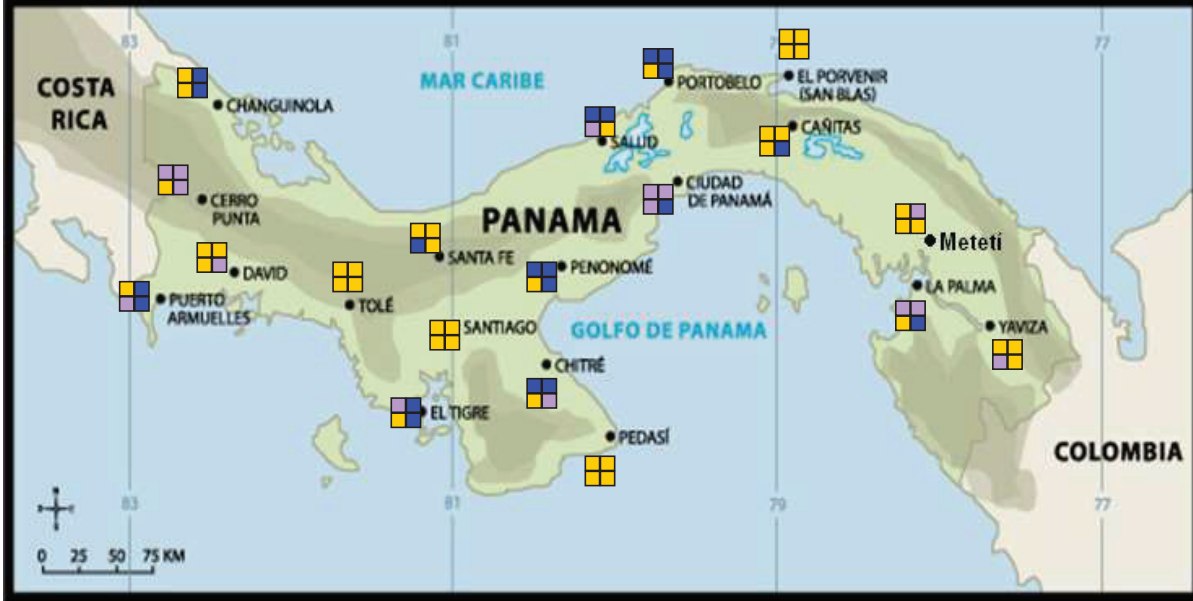 83
81
79
77
COSTA
RICA
MAR CARIBE
PORTOBELO
EL PORVENIR
(SAN BLAS)
CHANGUINOLA
SALUD
CAÑITAS
CERRO
PUNTA
CIUDAD
DE PANAMÁ
PANAMA
Metetí
SANTA FE
PENONOMÉ
DAVID
LA PALMA
PUERTO
ARMUELLES
TOLÉ
SANTIAGO
GOLFO DE PANAMA
YAVIZA
CHITRÉ
EL TIGRE
PEDASÍ
COLOMBIA
83
81
79
77
0 25 50 75 KM